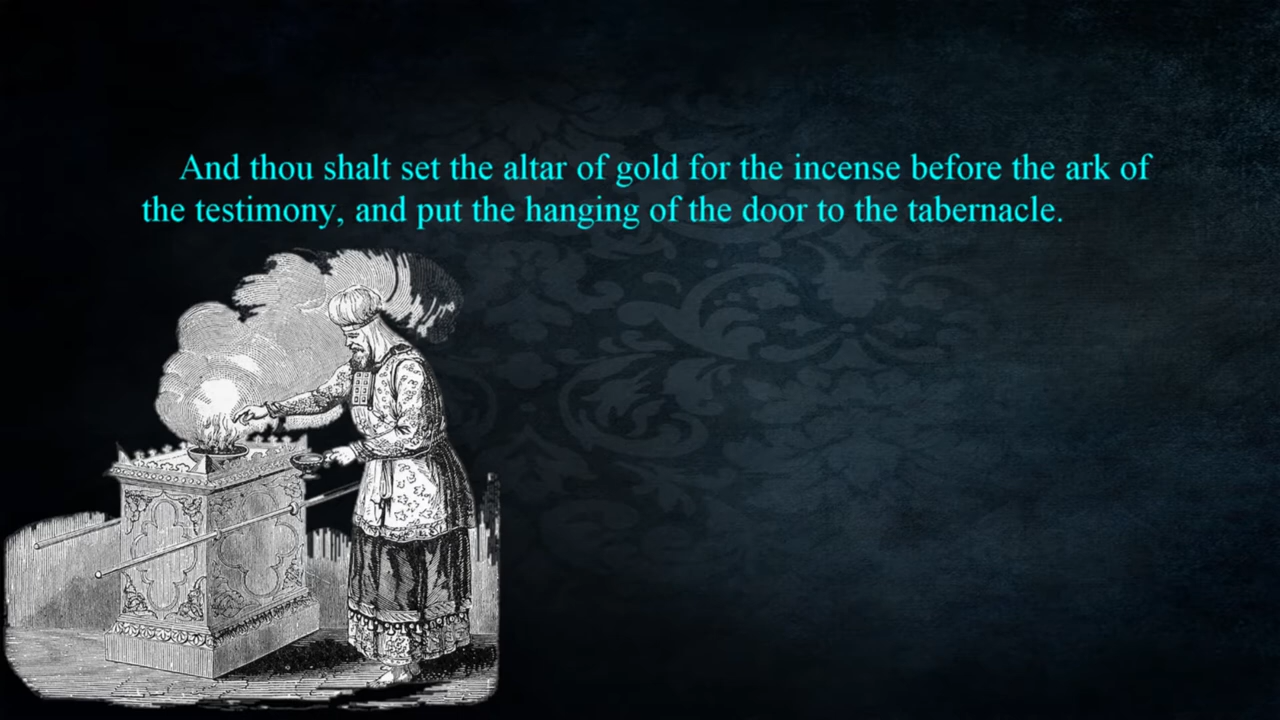 And thou shalt set the altar of gold for the incense before the ark of
the testimony, and put the hanging of the door to the tabernacle.